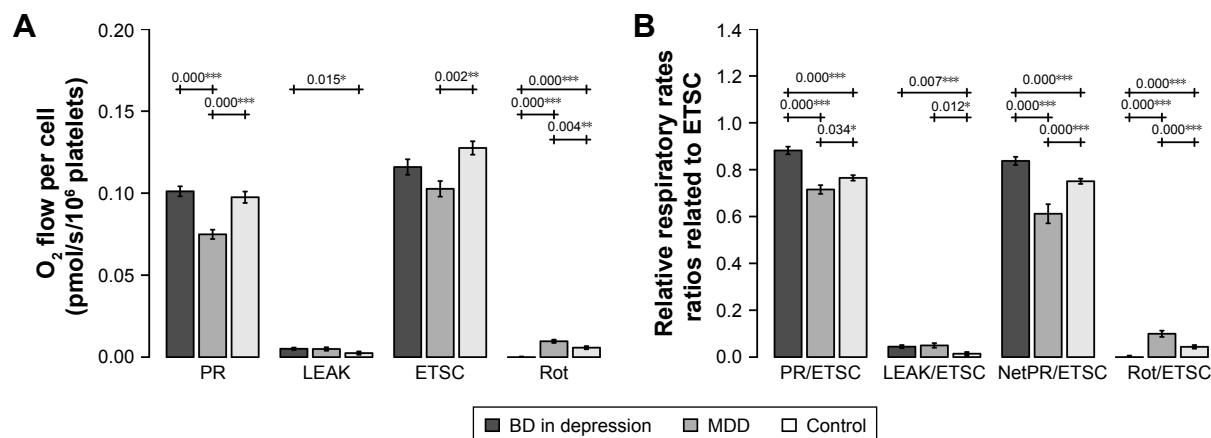 A
O2 flow per cell
(pmol/s/10⁶ platelets)
0.20
0.15
0.10
0.05
0.00
0.000***
0.000***
0.015*
0.002**
0.000***
0.000***
0.004**
PR
LEAK
ETSC
Rot
B
Relative respiratory rates
ratios related to ETSC
1.4
1.2
1.0
0.8
0.6
0.4
0.2
0.0
0.000***
0.000***
0.034*
0.007***
0.012*
0.000***
0.000***
0.000***
0.000***
0.000***
0.000***
PR/ETSC
LEAK/ETSC
NetPR/ETSC
Rot/ETSC
BD in depression
MDD
Control